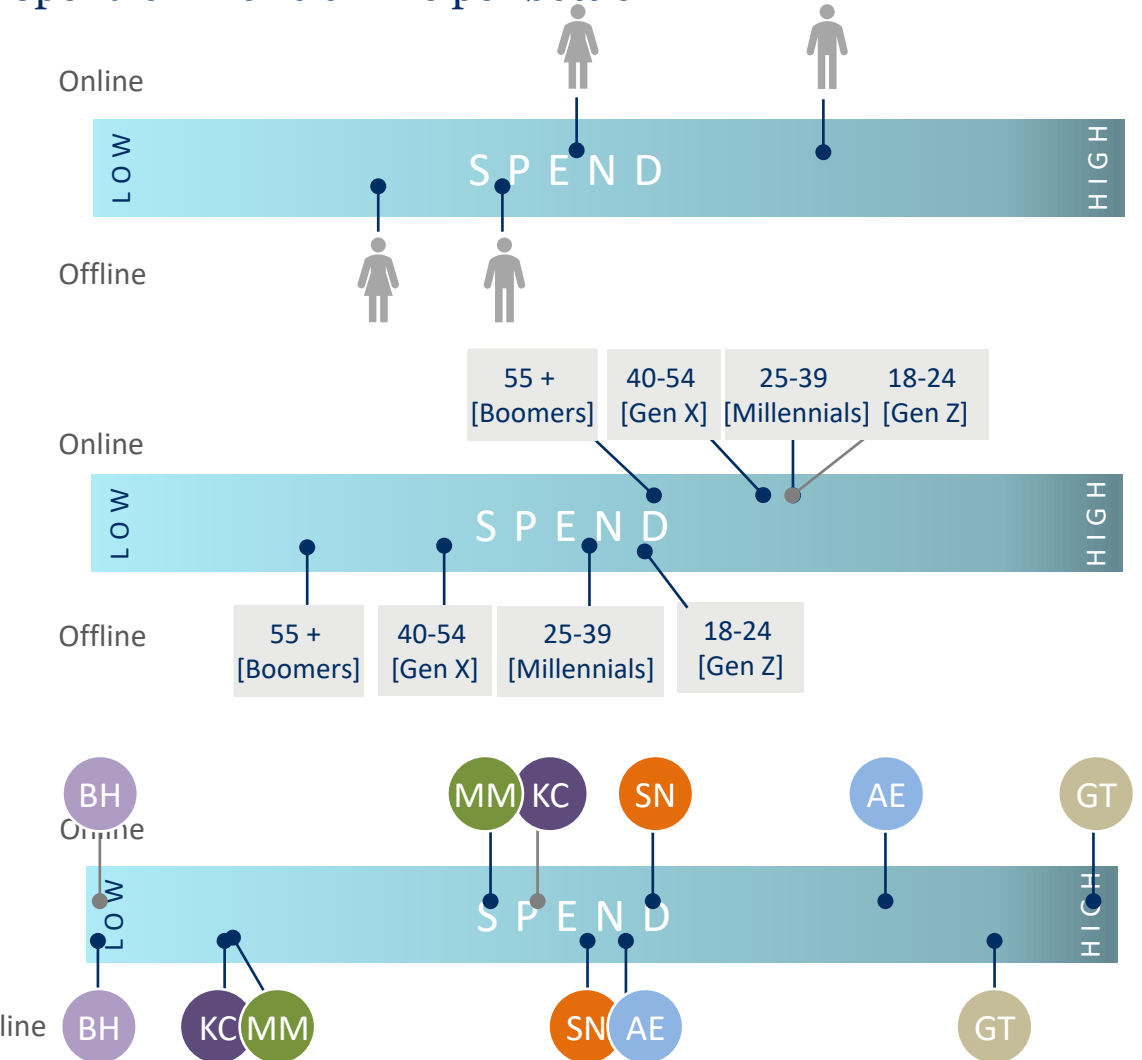 Online
LOW
SPEND
HIGH
Offline
55 +
[Boomers]
40-54
[Gen X]
25-39
[Millennials]
18-24
[Gen Z]
Online
LOW
SPEND
HIGH
Offline
55 +
[Boomers]
40-54
[Gen X]
25-39
[Millennials]
18-24
[Gen Z]
BH
MM
KC
SN
AE
GT
Online
LOW
SPEND
HIGH
line
BH
KC
MM
SN
AE
GT